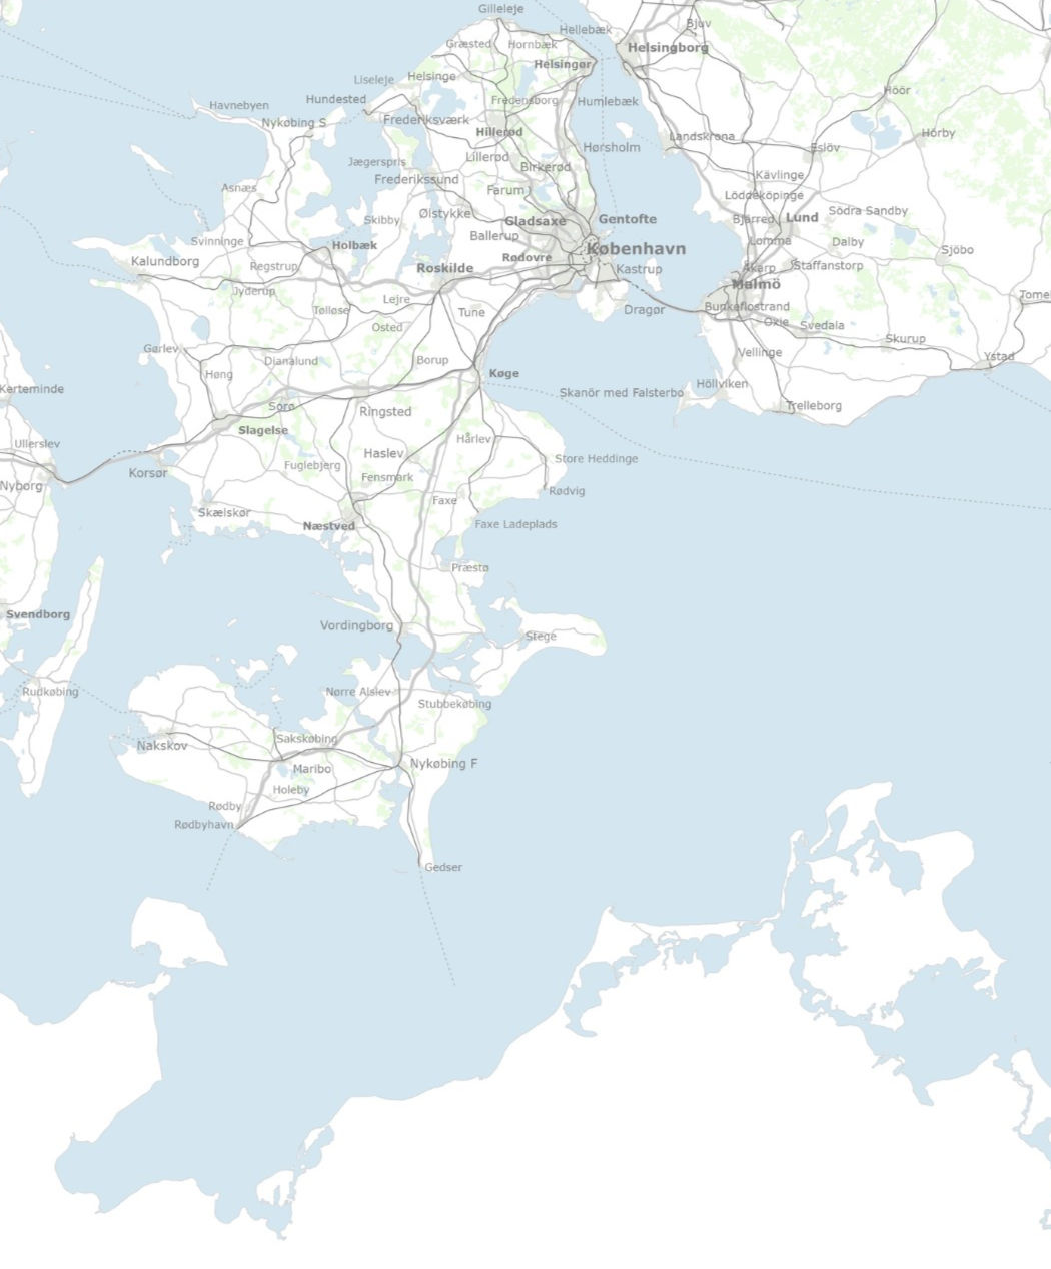 Gilleleje
Bjuv
Hellebæk
Græsted
Hornbæk
Helsingborg
Helsingør
Liseleje
Helsinge
Höör
Havnebyen
Hundested
Fredensborg
Humlebæk
Nykøbing S
Frederiksværk
Hillerød
Landskrona
Hörby
Hørsholm
Eslöv
Jægerspris
Lillerød
Birkerød
Frederikssund
Kävlinge
Asnæs
Farum
Löddeköpinge
Skibby
Ølstykke
Gladsaxe
Gentofte
Bjärred
Lund
Södra Sandby
Svinninge
Holbæk
Ballerup
København
Lomma
Dalby
Sjöbo
Kalundborg
Regstrup
Roskilde
Rødovre
Kastrup
Åkarp
Staffanstorp
Jyderup
Malmö
Lejre
Tølløse
Tune
Dragør
Bunkeflostrand
Tomel
Osted
Oxie
Svedala
Gørlev
Skurup
Dianalund
Borup
Vellinge
Ystad
Høng
Køge
Höllviken
Kerteminde
Skanör med Falsterbo
Sorø
Ringsted
Trelleborg
Slagelse
Hårlev
Ullerslev
Haslev
Store Heddinge
Fuglebjerg
Korsør
Fensmark
Nyborg
Rødvig
Faxe
Skælskør
Næstved
Faxe Ladeplads
Præstø
Svendborg
Vordingborg
Stege
Rudkøbing
Nørre Alslev
Stubbekøbing
Sakskøbing
Nakskov
Maribo
Nykøbing F
Holeby
Rødby
Rødbyhavn
Gedser